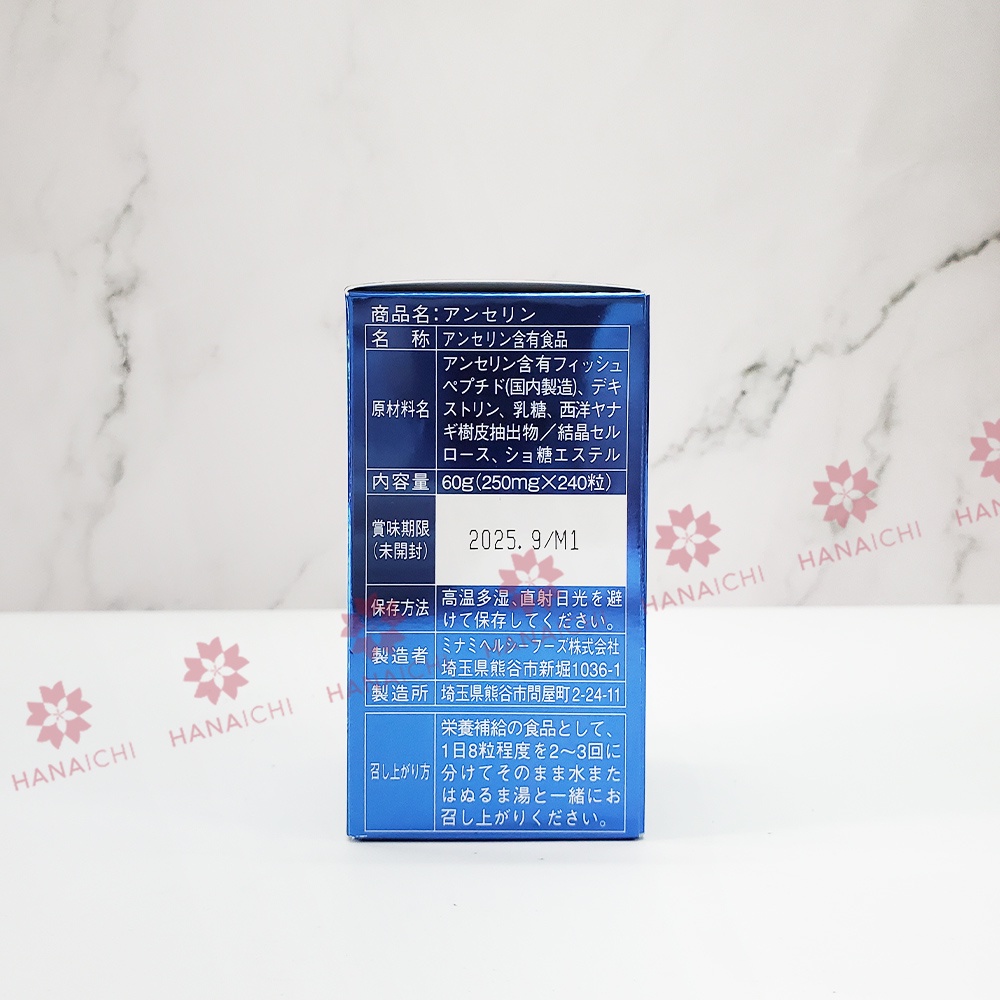 商品名:アンセリン
名 称 アンセリン含有食品
原材料名
アンセリン含有フィッシュ
ペプチド(国内製造)、デキ
ストリン、乳糖、西洋ヤナ
ギ樹皮抽出物/結晶セル
ロース、ショ糖エステル
内容量 60g(250mg×240粒)
賞味期限
(未開封)
2025. 9/M1
保存方法
高温多湿、直射日光を避
けて保存してください。
製造者
ミナミヘルシーフーズ株式会社
埼玉県熊谷市新堀1036-1
製造所 埼玉県熊谷市問屋町2-24-11
召し上がり方
栄養補給の食品として、
1日8粒程度を2〜3回に
分けてそのまま水また
はぬるま湯と一緒にお
召し上がりください。
HANAICHI
HANAICHI
HANAICHI
HANAICHI